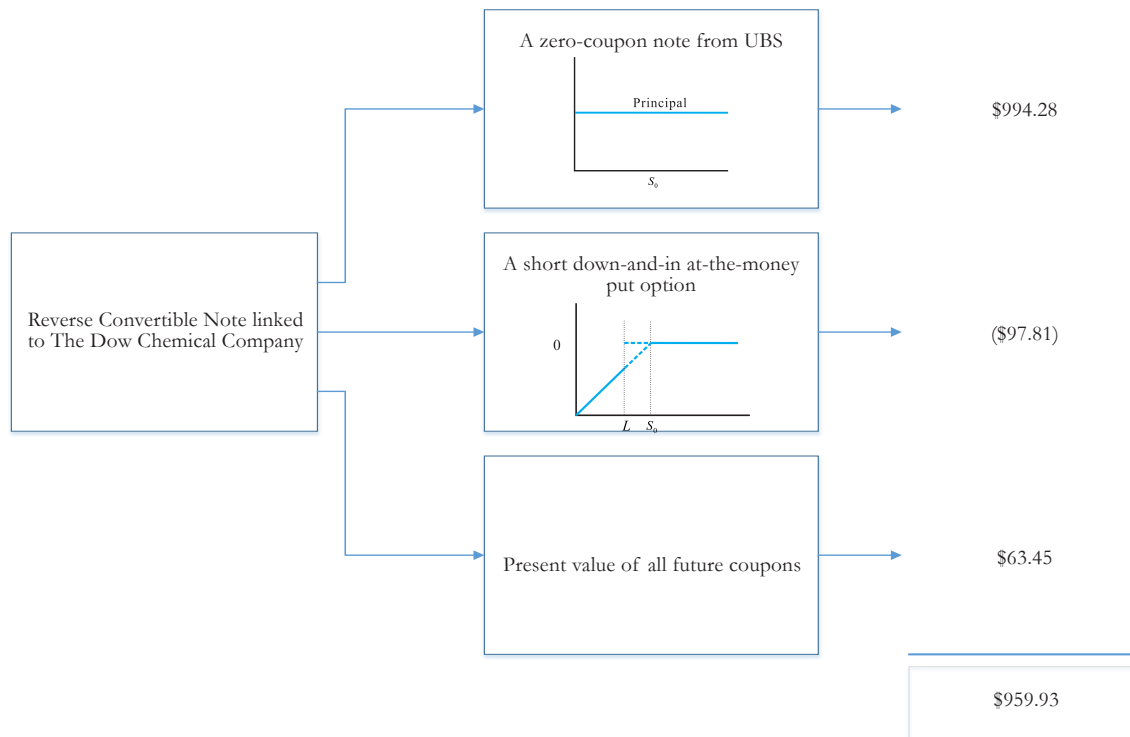 A zero-coupon note from UBS
Principal
S₀
$994.28
Reverse Convertible Note linked
to The Dow Chemical Company
A short down-and-in at-the-money
put option
0
L S₀
($97.81)
Present value of all future coupons
$63.45
$959.93